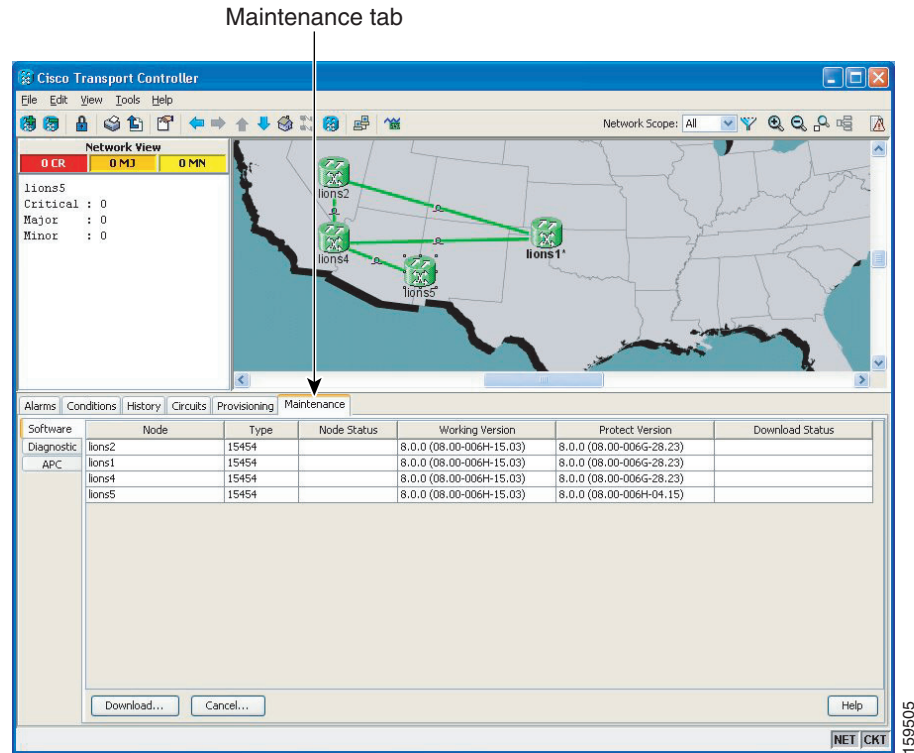 Maintenance tab
Cisco Transport Controller
File Edit View Tools Help
Network Scope: All
Network View
0 CR 0 MJ 0 MN
lions5
Critical : 0
Major : 0
Minor : 0
lions2
lions4
lions5
lions1*
Alarms Conditions History Circuits Provisioning Maintenance
Software
Diagnostic
APC
Node Type Node Status Working Version Protect Version Download Status
lions2 15454 8.0.0 (08.00-006H-15.03) 8.0.0 (08.00-006G-28.23)
lions1 15454 8.0.0 (08.00-006H-15.03) 8.0.0 (08.00-006G-28.23)
lions4 15454 8.0.0 (08.00-006H-15.03) 8.0.0 (08.00-006G-28.23)
lions5 15454 8.0.0 (08.00-006H-15.03) 8.0.0 (08.00-006H-04.15)
Download... Cancel... Help
NET CKT
159505